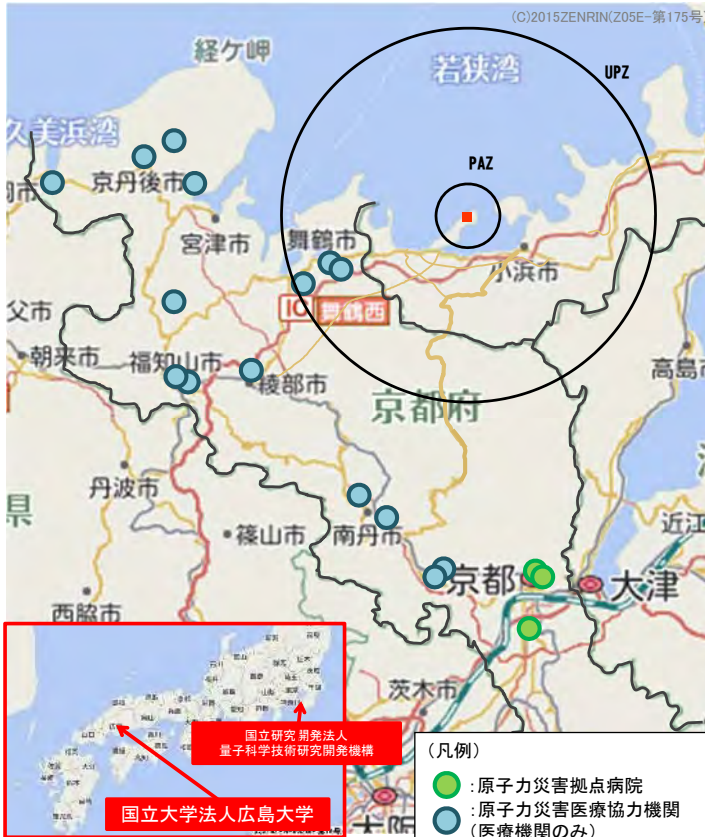 (C)2015ZENRIN(Z05E-第175号)
経ケ岬
若狭湾
UPZ
久美浜湾
PAZ
京丹後市
岡市
宮津市
舞鶴市
小浜市
IC 舞鶴西
父市
朝来市
福知山市
綾部市
高島市
京都府
丹波市
県
南丹市
近江
篠山市
京都
大津
西脇市
茨木市
国立研究開発法人
量子科学技術研究開発機構
国立大学法人広島大学
大阪
(凡例)
:原子力災害拠点病院
:原子力災害医療協力機関
(医療機関のみ)